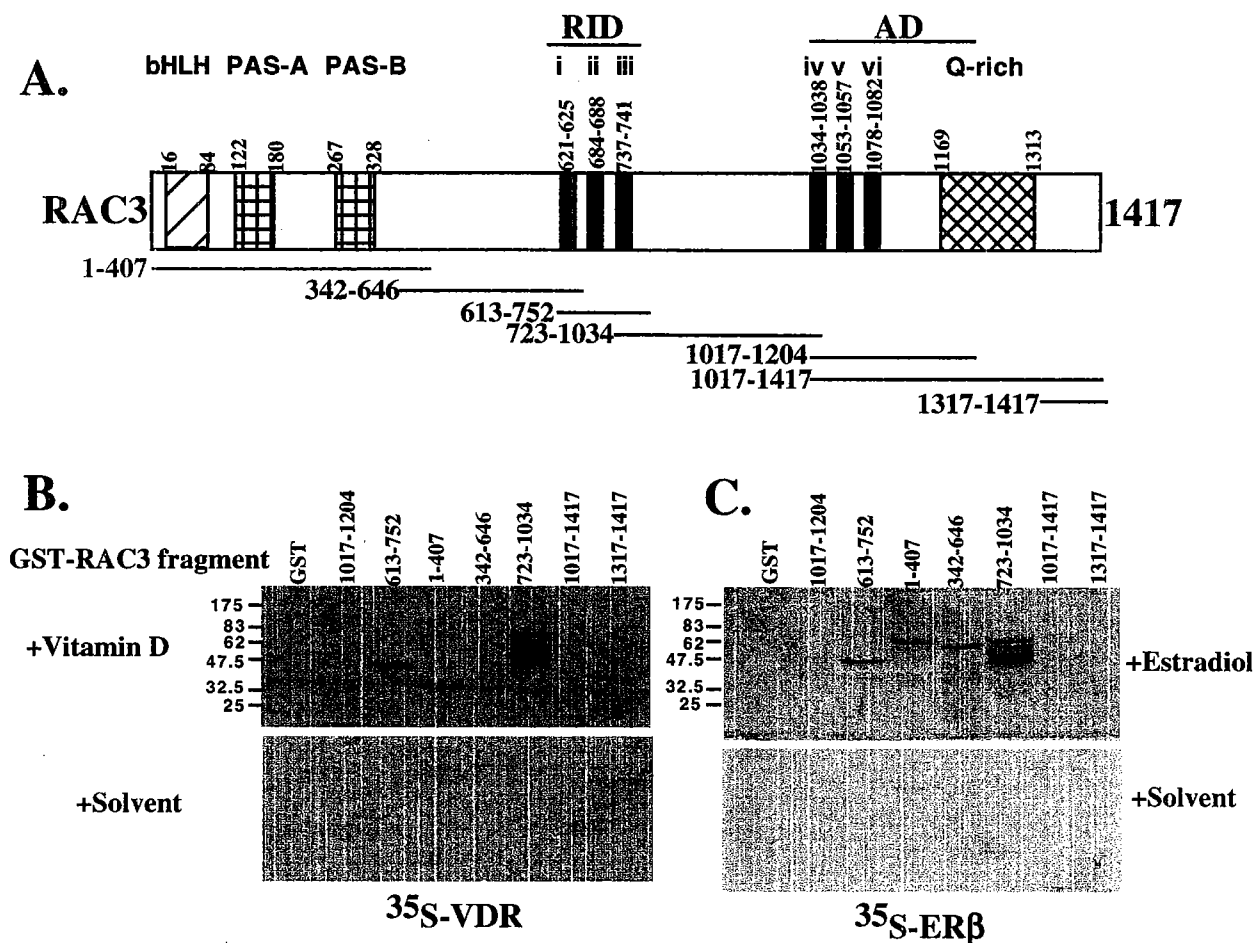 A.
RID
AD
bHLH PAS-A PAS-B i ii iii iv v vi Q-rich
16 84 122 180 267 328 621-625 684-688 737-741 1034-1038 1053-1057 1078-1082 1169 1313
RAC3 1417
1-407
342-646
613-752
723-1034
1017-1204
1017-1417
1317-1417
B.
GST-RAC3 fragment
GST 1017-1204 613-752 1-407 342-646 723-1034 1017-1417 1317-1417
+Vitamin D
175
83
62
47.5
32.5
25
+Solvent
35S-VDR
C.
GST 1017-1204 613-752 1-407 342-646 723-1034 1017-1417 1317-1417
175
83
62
47.5
32.5
25
+Estradiol
+Solvent
35S-ERβ